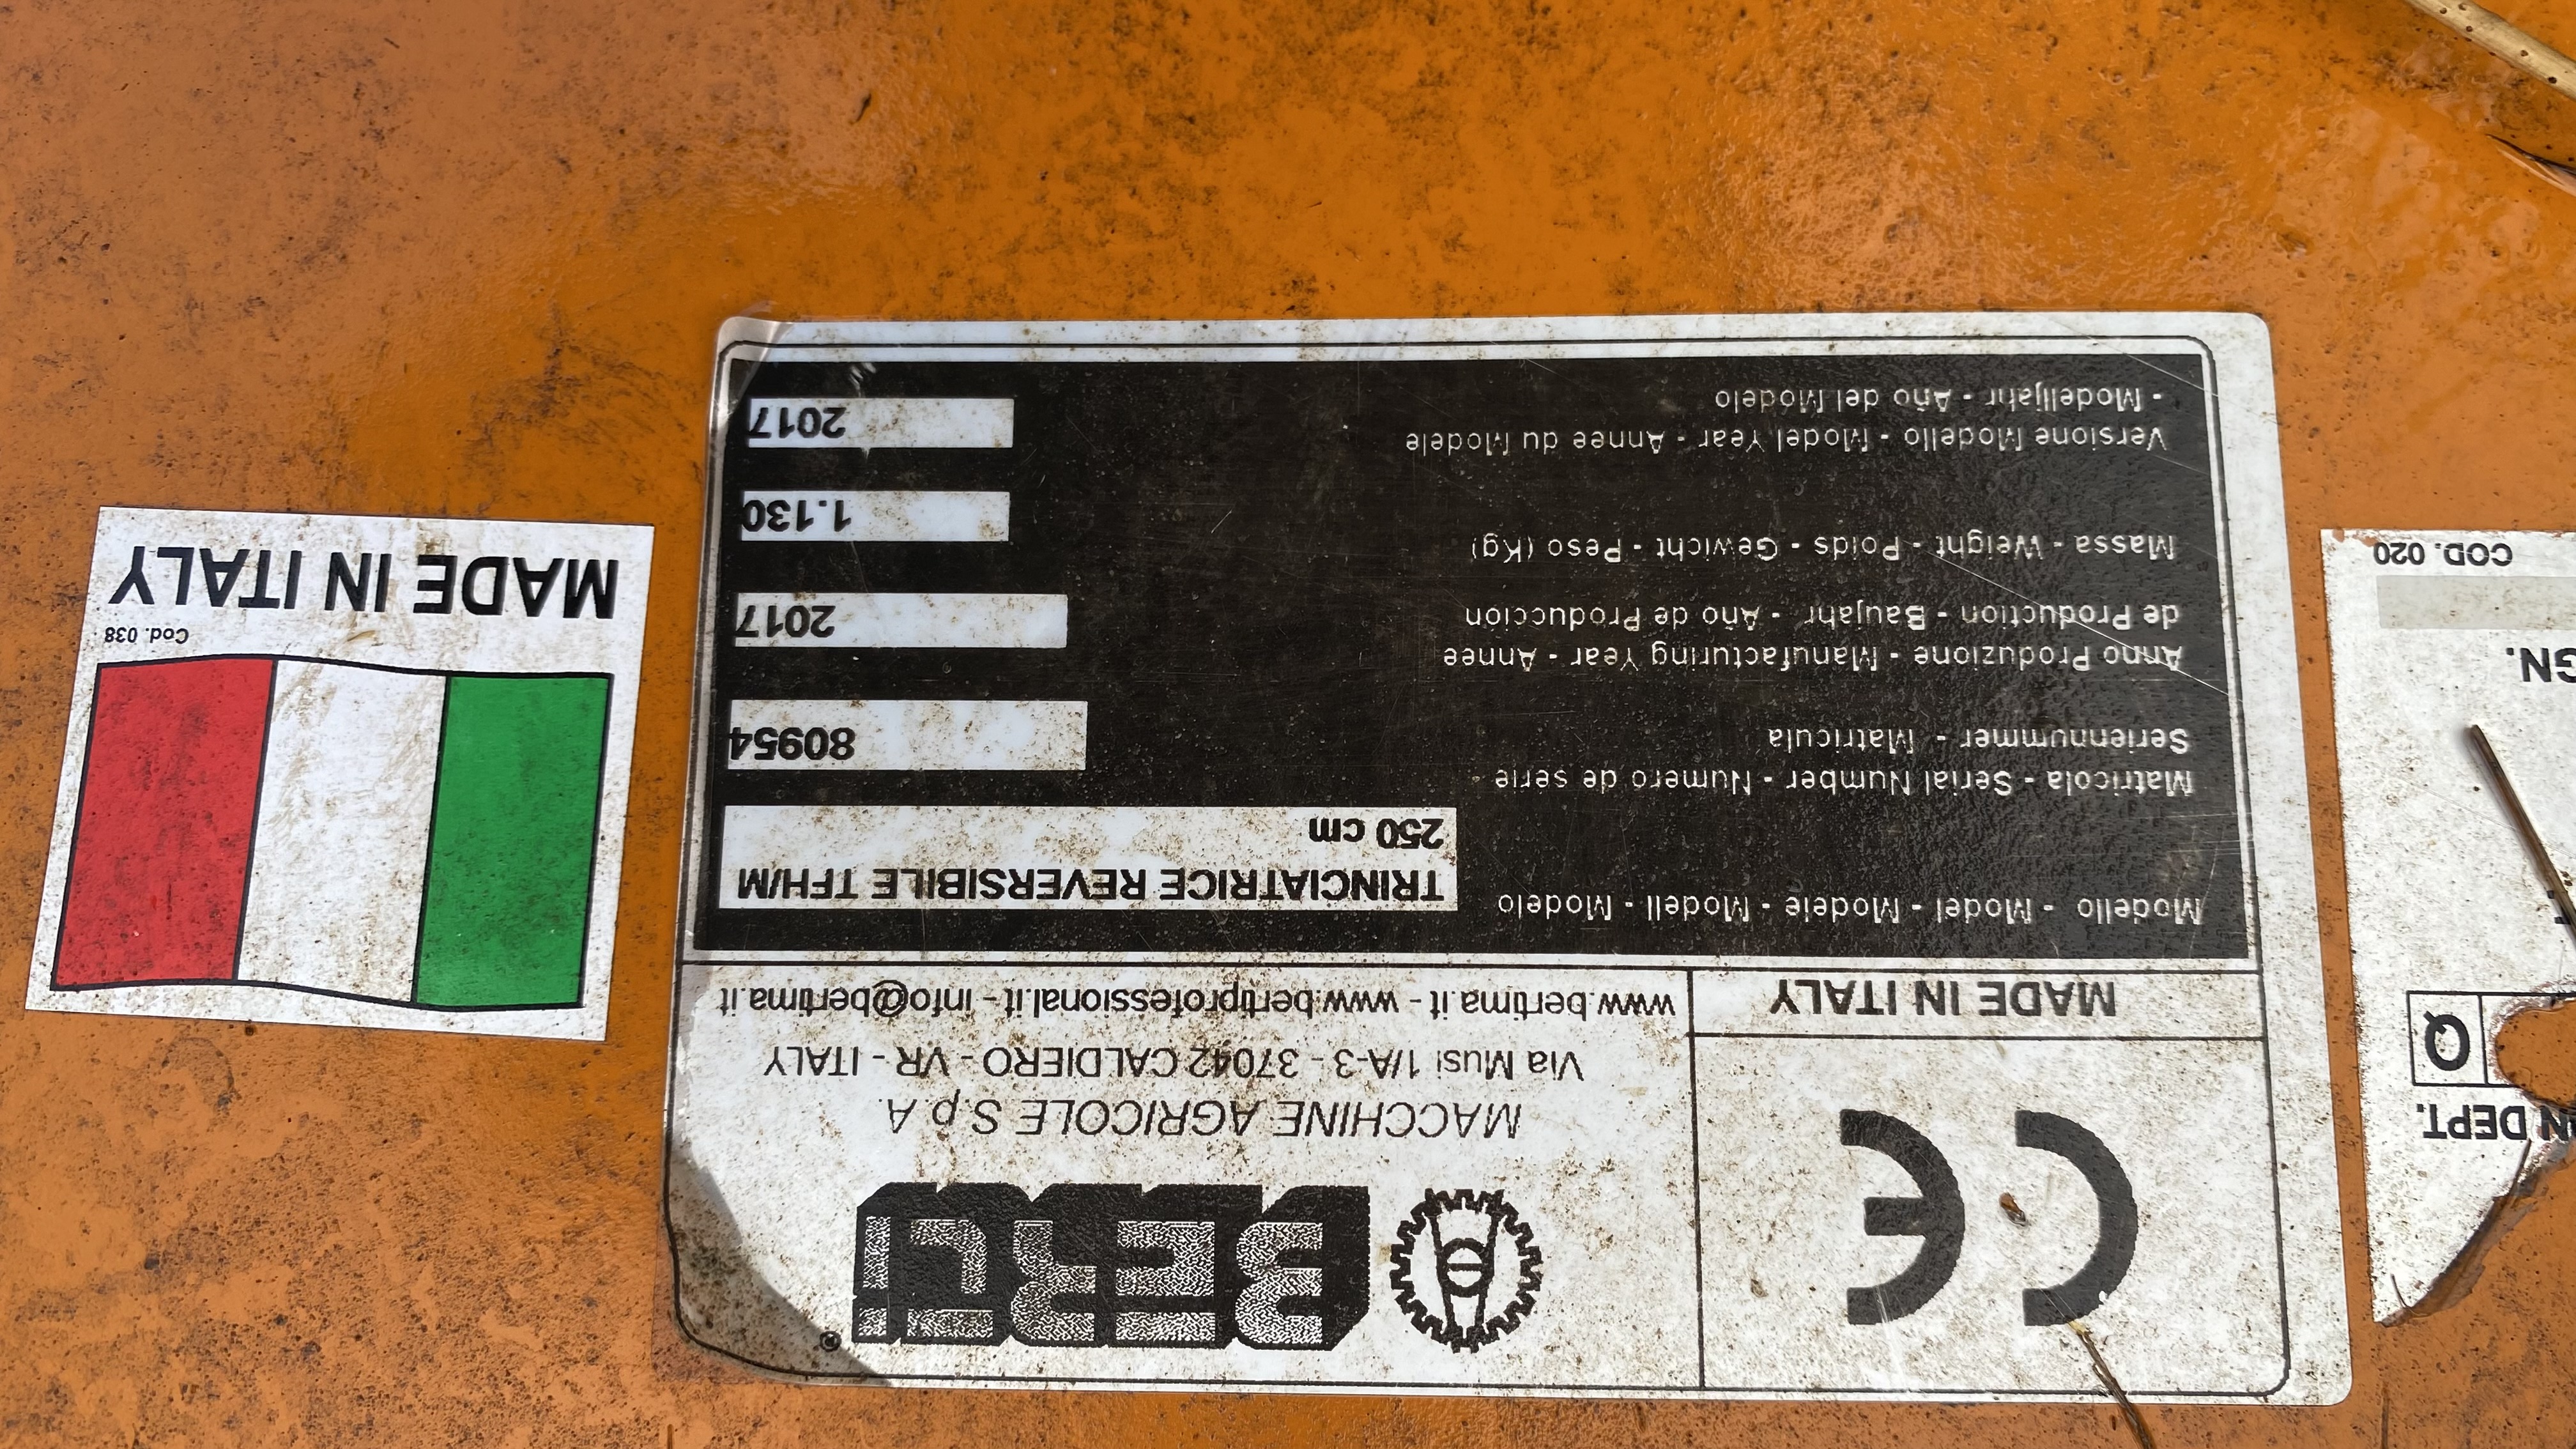 CE
MADE IN ITALY
BERTI®
MACCHINE AGRICOLE S.p.A.
Via Musi 1/A-3 - 37042 CALDIERO - VR - ITALY
www.bertima.it - www.bertiprofessional.it - info@bertima.it
Modello - Model - Modele - Modell - Modelo
TRINCIATRICE REVERSIBILE TFH/M
250 cm
Matricola - Serial Number - Numero de serie
Seriennummer - Matricula
80954
Anno Produzione - Manufacturing Year - Annee
de Production - Baujahr - Año de Produccion
2017
Massa - Weight - Poids - Gewicht - Peso (Kg)
1.130
Versione Modello - Model Year - Annee du Modele
- Modelljahr - Año del Modelo
2017
Cod. 038
MADE IN ITALY
DEPT.
Q
GN.
COD. 020